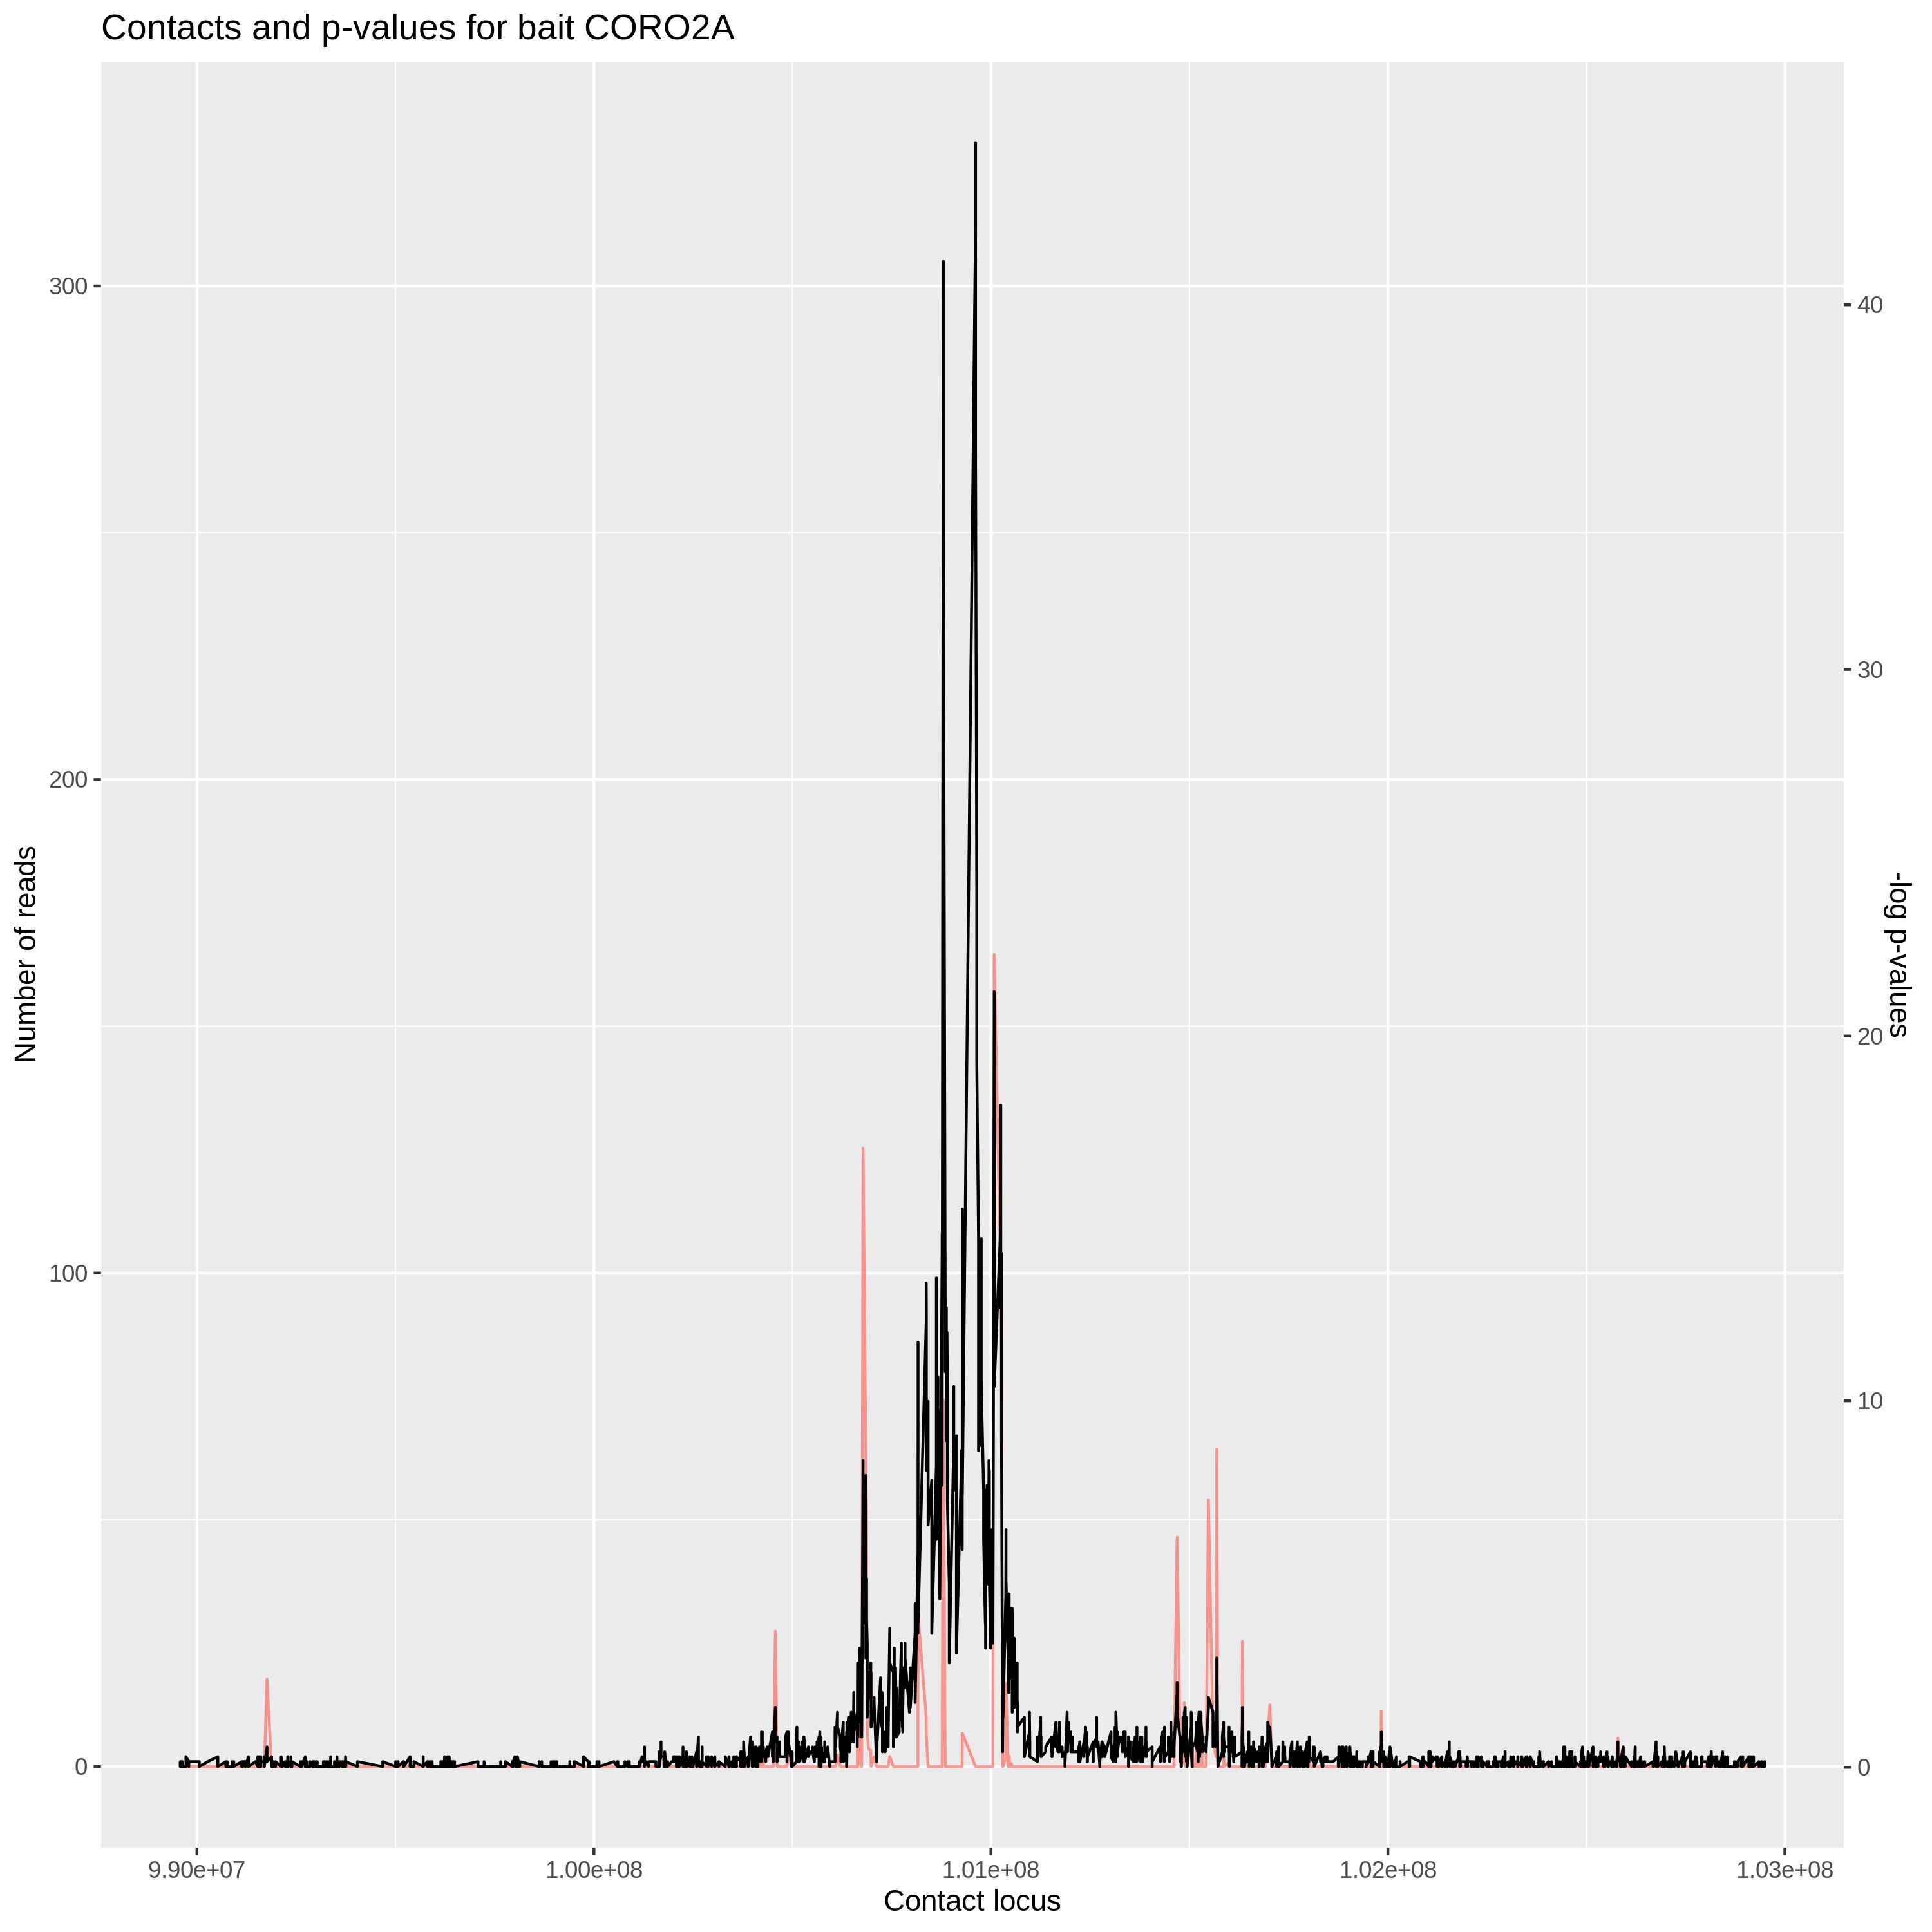 Contacts and p-values for bait CORO2A
300
200
100
0
40
30
20
10
0
Number of reads
-log p-values
9.90e+07 1.00e+08 1.01e+08 1.02e+08 1.03e+08
Contact locus